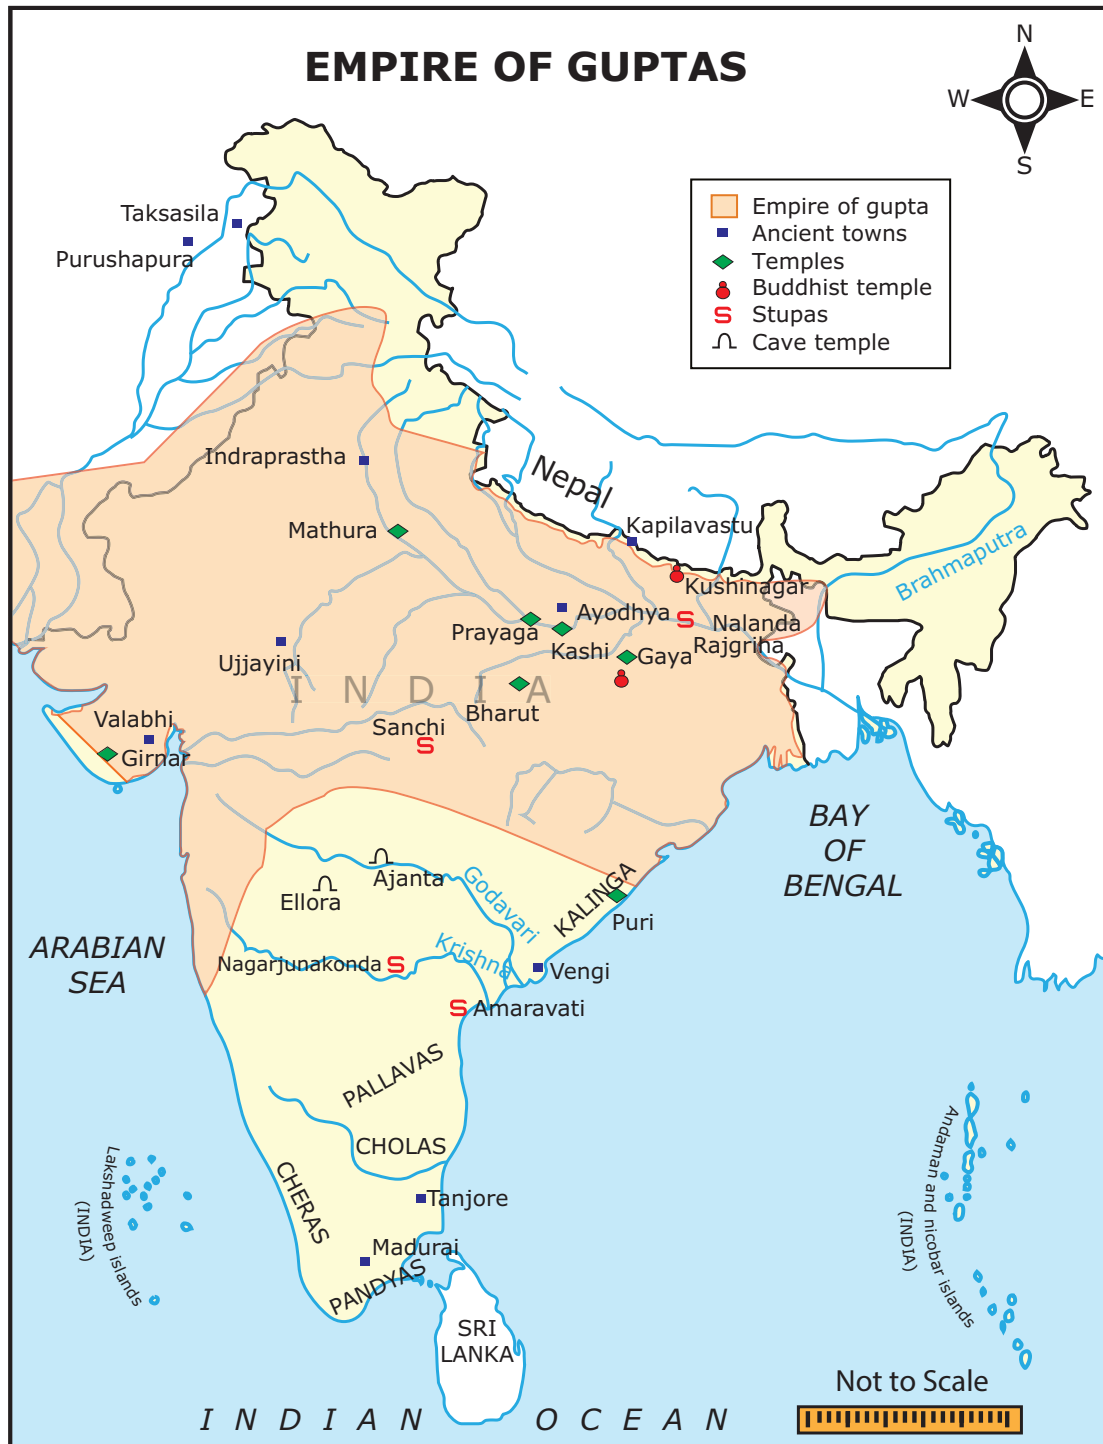 EMPIRE OF GUPTAS
N
W
E
S
Empire of gupta
Ancient towns
Temples
Buddhist temple
Stupas
Cave temple
Taksasila
Purushapura
Indraprastha
Nepal
Mathura
Kapilavastu
Brahmaputra
Kushinagar
Ayodhya
Prayaga
Nalanda
Rajgriha
Kashi
Gaya
Ujjayini
INDIA
Bharut
Valabhi
Sanchi
Girnar
BAY
OF
BENGAL
Ajanta
Ellora
Godavari
KALINGA
Puri
ARABIAN
SEA
Krishna
Nagarjunakonda
Vengi
Amaravati
PALLAVAS
CHOLAS
CHERAS
Tanjore
Madurai
PANDYAS
Lakshadweep islands
(INDIA)
Andaman and nicobar islands
(INDIA)
SRI
LANKA
Not to Scale
INDIAN OCEAN